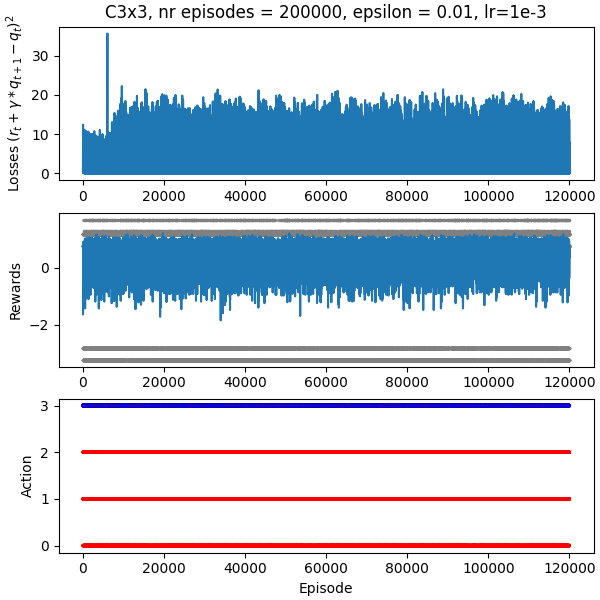 C3x3, nr episodes = 200000, epsilon = 0.01, lr=1e-3
Losses $(r_t + \gamma * q_{t+1} - q_t)^2$
30
20
10
0
0 20000 40000 60000 80000 100000 120000
Rewards
0
−2
0 20000 40000 60000 80000 100000 120000
Action
3
2
1
0
0 20000 40000 60000 80000 100000 120000
Episode